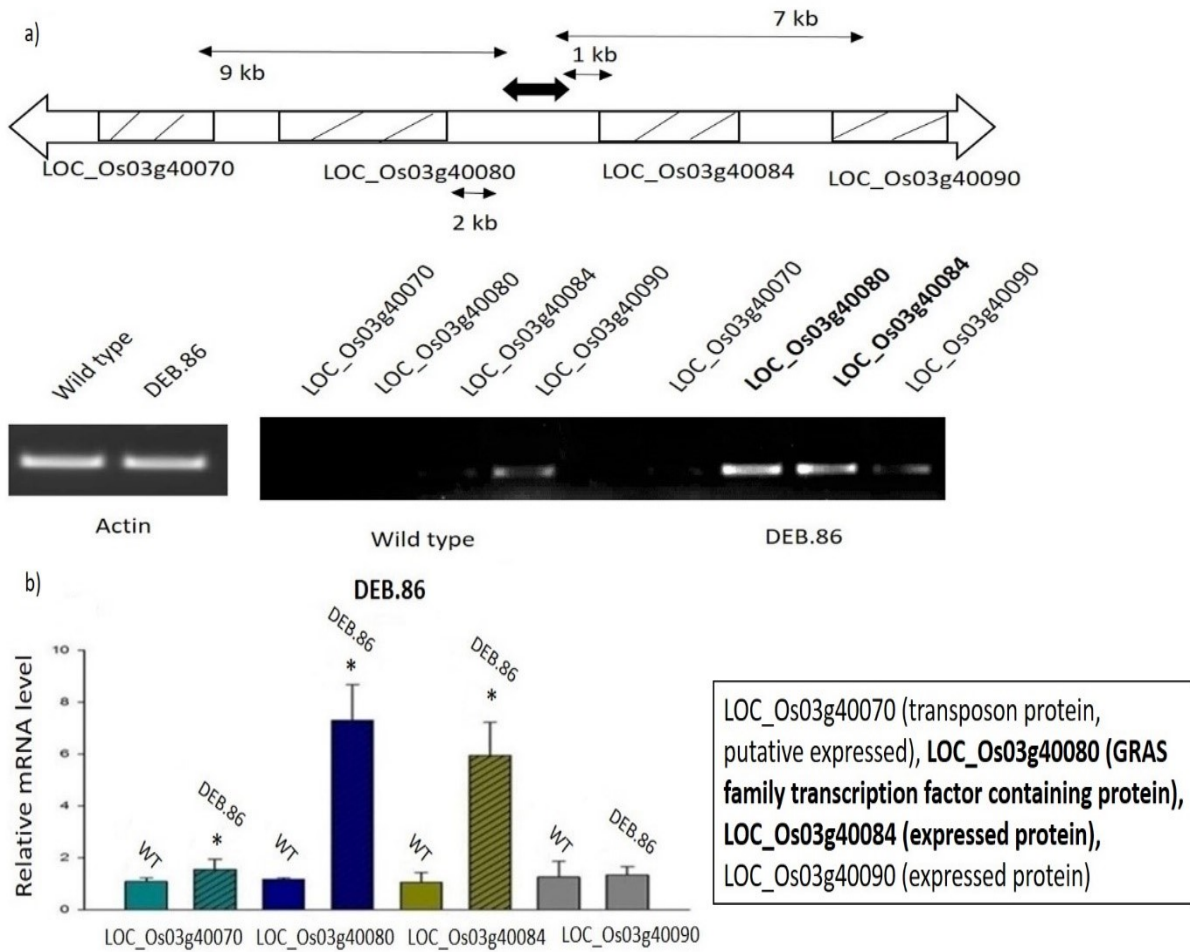 a)
7 kb
1 kb
9 kb
LOC_Os03g40070
LOC_Os03g40080
LOC_Os03g40084
LOC_Os03g40090
2 kb
Wild type
DEB.86
LOC_Os03g40070
LOC_Os03g40080
LOC_Os03g40084
LOC_Os03g40090
LOC_Os03g40070
LOC_Os03g40080
LOC_Os03g40084
LOC_Os03g40090
Actin
Wild type
DEB.86
b)
DEB.86
Relative mRNA level
10
8
6
4
2
0
WT
DEB.86
*
WT
DEB.86
*
WT
DEB.86
*
WT
DEB.86
LOC_Os03g40070
LOC_Os03g40080
LOC_Os03g40084
LOC_Os03g40090
LOC_Os03g40070 (transposon protein,
putative expressed), LOC_Os03g40080 (GRAS
family transcription factor containing protein),
LOC_Os03g40084 (expressed protein),
LOC_Os03g40090 (expressed protein)